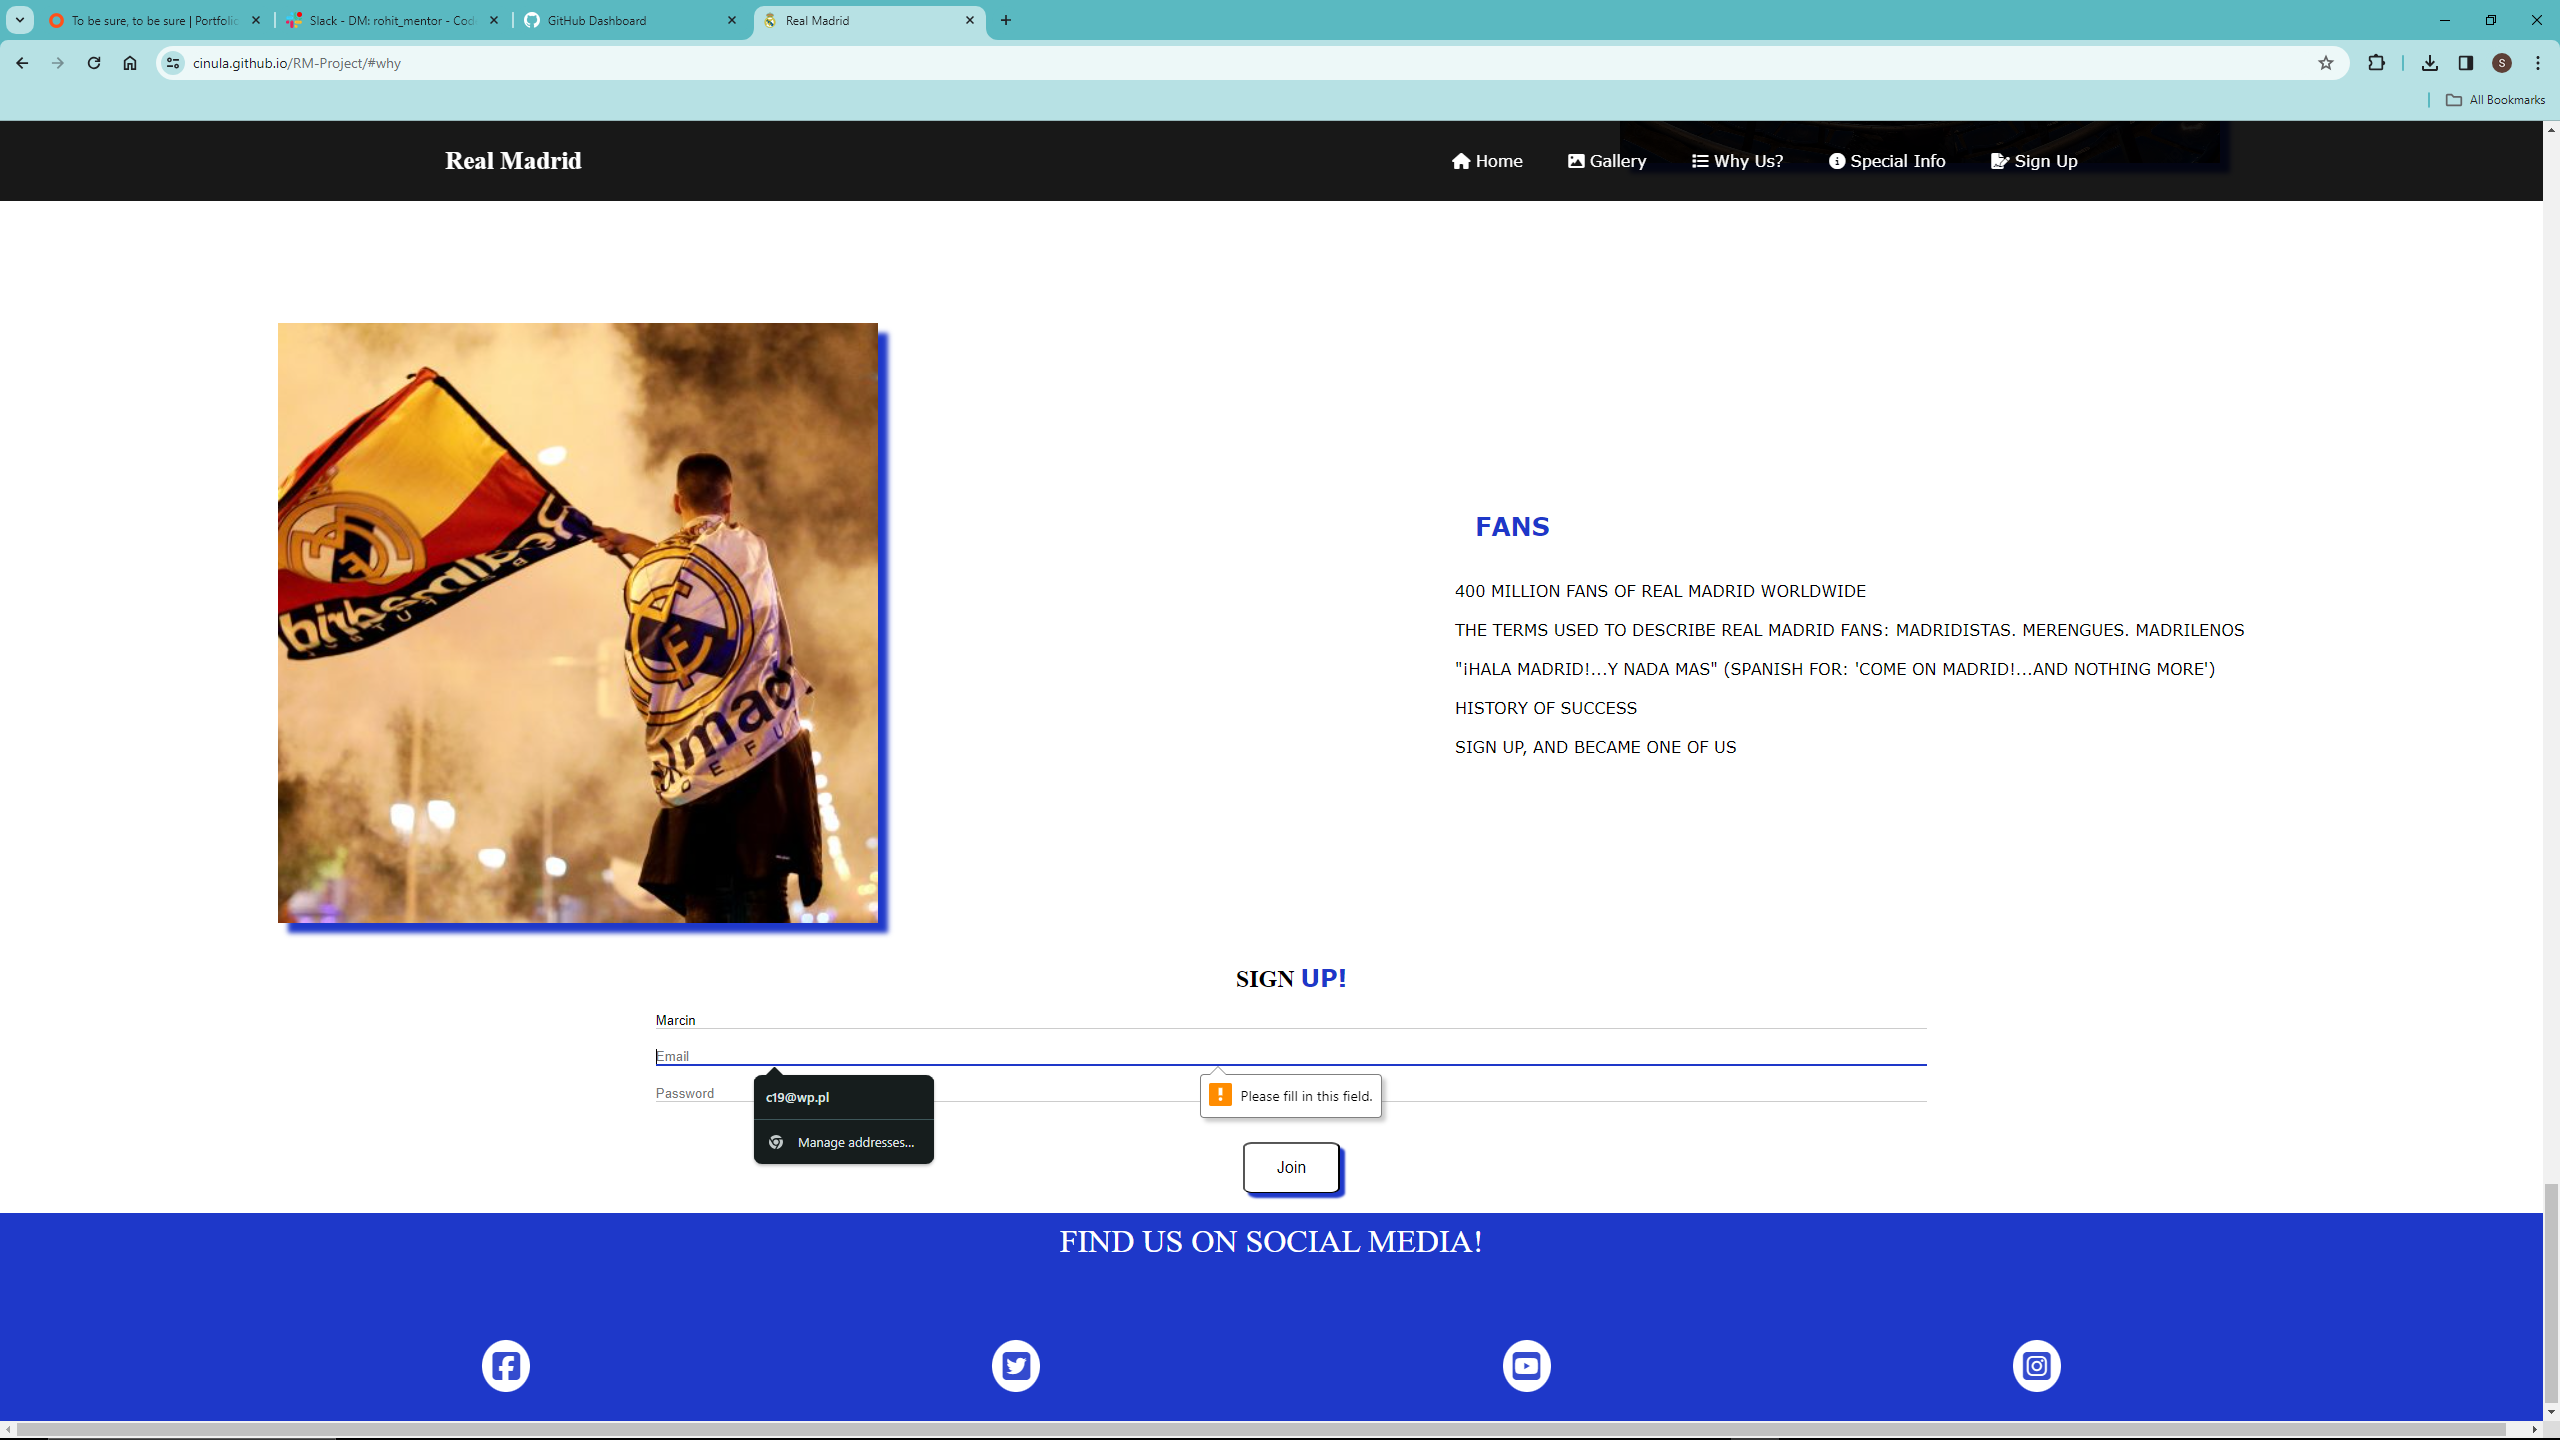 To be sure, to be sure | Portfolio
Slack - DM: rohit_mentor - Cod
GitHub Dashboard
Real Madrid
cinula.github.io/RM-Project/#why
S
All Bookmarks
Real Madrid
Home
Gallery
Why Us?
Special Info
Sign Up
FANS
400 MILLION FANS OF REAL MADRID WORLDWIDE
THE TERMS USED TO DESCRIBE REAL MADRID FANS: MADRIDISTAS. MERENGUES. MADRILENOS
"¡HALA MADRID!...Y NADA MAS" (SPANISH FOR: 'COME ON MADRID!...AND NOTHING MORE')
HISTORY OF SUCCESS
SIGN UP, AND BECAME ONE OF US
SIGN UP!
Marcin
Email
Password
c19@wp.pl
Manage addresses...
Please fill in this field.
Join
FIND US ON SOCIAL MEDIA!